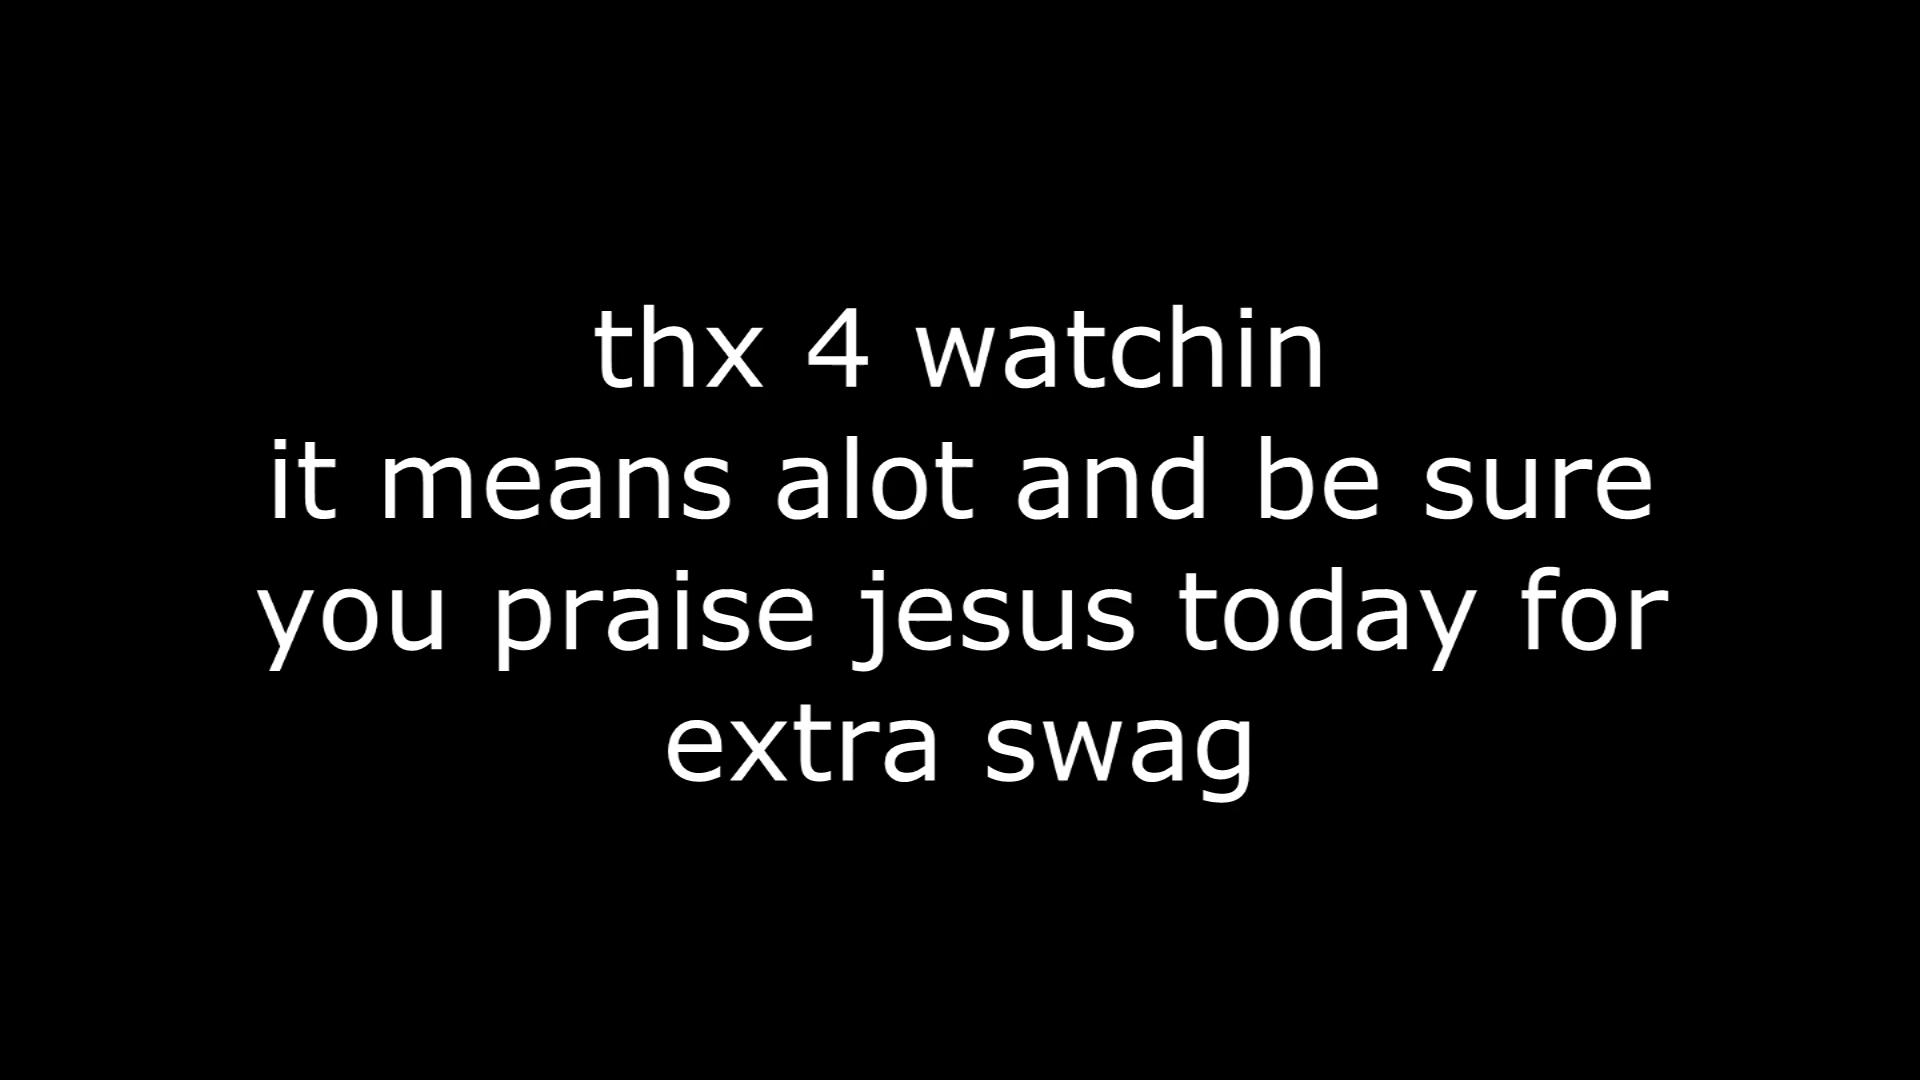 thx 4 watchin
it means alot and be sure
you praise jesus today for
extra swag